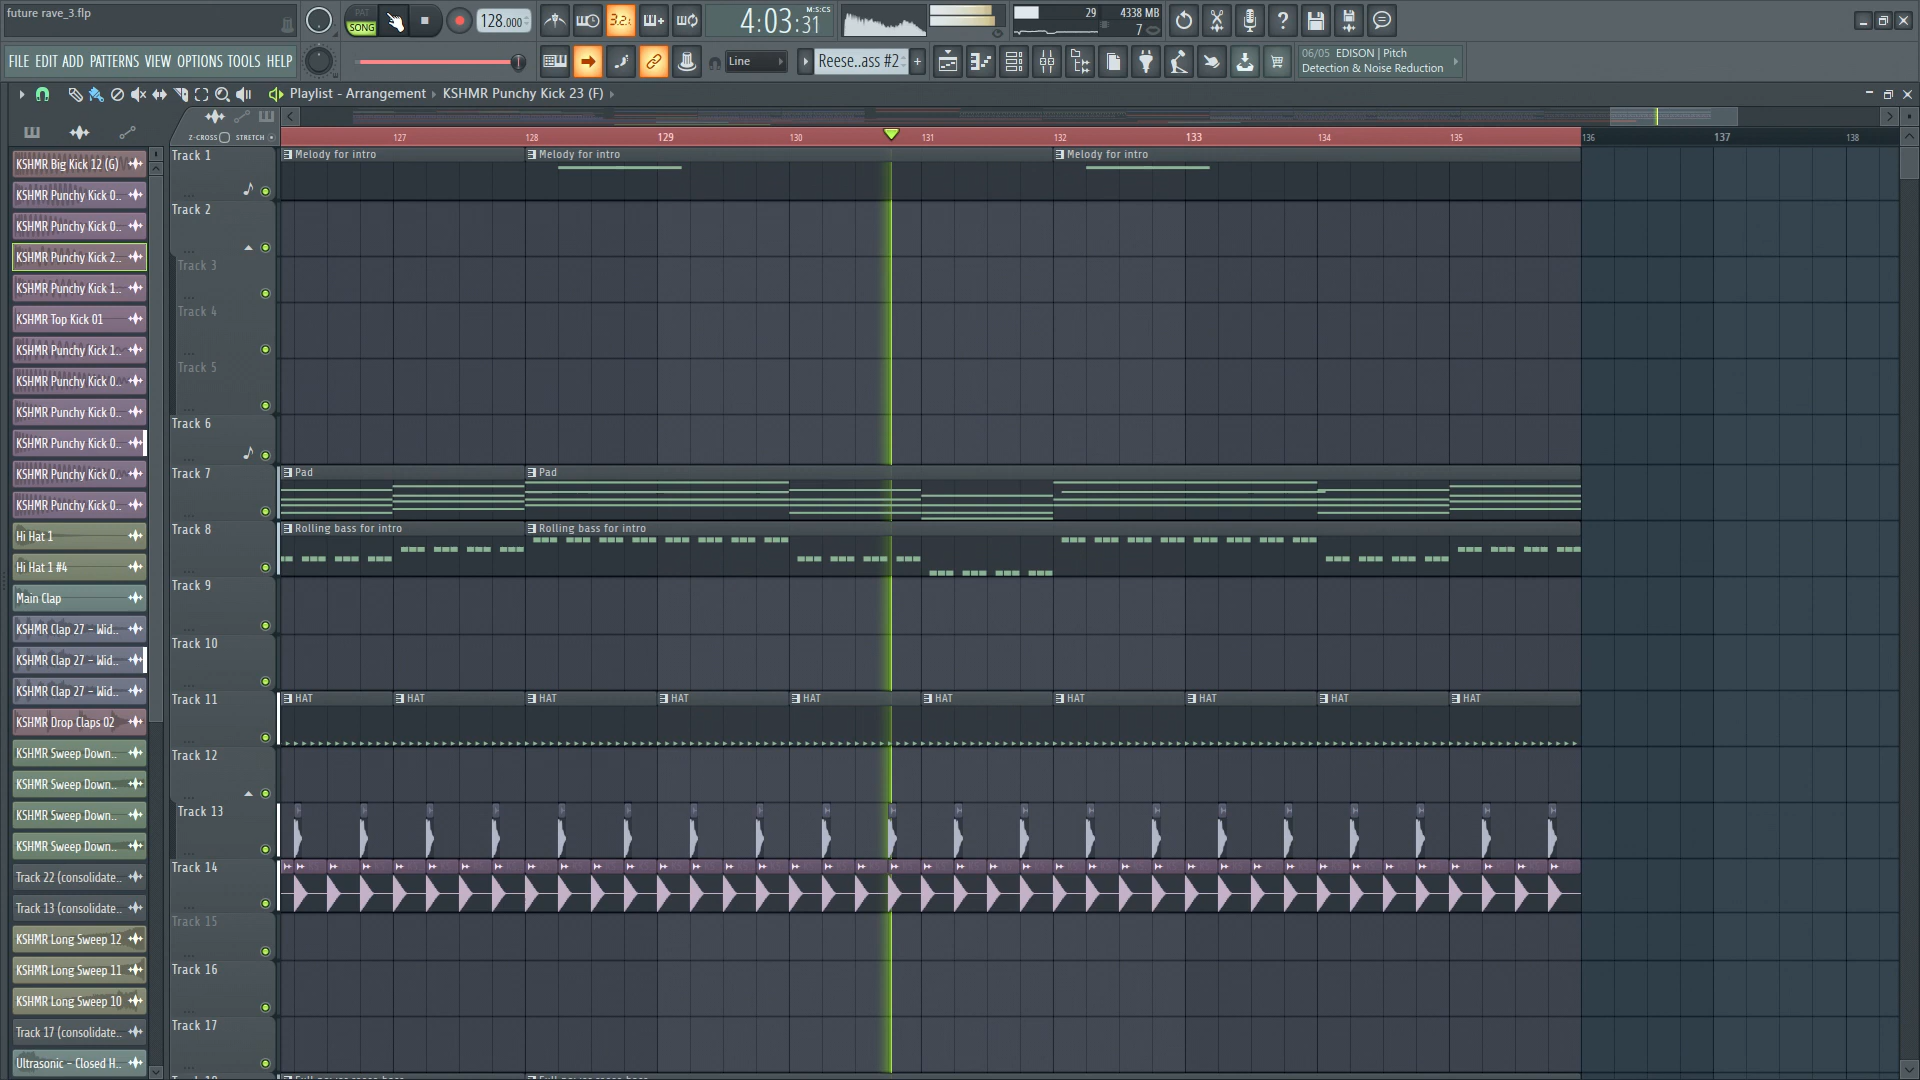 future rave_3.flp
PAT
SONG
128.000
3.2.
4:03:31
M:S:CS
29
4338 MB
7
FILE EDIT ADD PATTERNS VIEW OPTIONS TOOLS HELP
Line
Reese..ass #2
06/05 EDISON | Pitch
Detection & Noise Reduction
Playlist - Arrangement KSHMR Punchy Kick 23 (F)
Z-CROSS STRETCH
127 128 129 130 131 132 133 134 135 136 137 138
KSHMR Big Kick 12 (G)
KSHMR Punchy Kick 0..
KSHMR Punchy Kick 0..
KSHMR Punchy Kick 2..
KSHMR Punchy Kick 1..
KSHMR Top Kick 01
KSHMR Punchy Kick 1..
KSHMR Punchy Kick 0..
KSHMR Punchy Kick 0..
KSHMR Punchy Kick 0..
KSHMR Punchy Kick 0..
KSHMR Punchy Kick 0..
Hi Hat 1
Hi Hat 1 #4
Main Clap
KSHMR Clap 27 - Wid..
KSHMR Clap 27 - Wid..
KSHMR Clap 27 - Wid..
KSHMR Drop Claps 02
KSHMR Sweep Down..
KSHMR Sweep Down..
KSHMR Sweep Down..
KSHMR Sweep Down..
Track 22 (consolidate..
Track 13 (consolidate..
KSHMR Long Sweep 12
KSHMR Long Sweep 11
KSHMR Long Sweep 10
Track 17 (consolidate..
Ultrasonic - Closed H..
Track 1
Melody for intro Melody for intro Melody for intro
Track 2
Track 3
Track 4
Track 5
Track 6
Track 7
Pad Pad
Track 8
Rolling bass for intro Rolling bass for intro
Track 9
Track 10
Track 11
HAT HAT HAT HAT HAT HAT HAT HAT HAT HAT
Track 12
Track 13
Track 14
Track 15
Track 16
Track 17